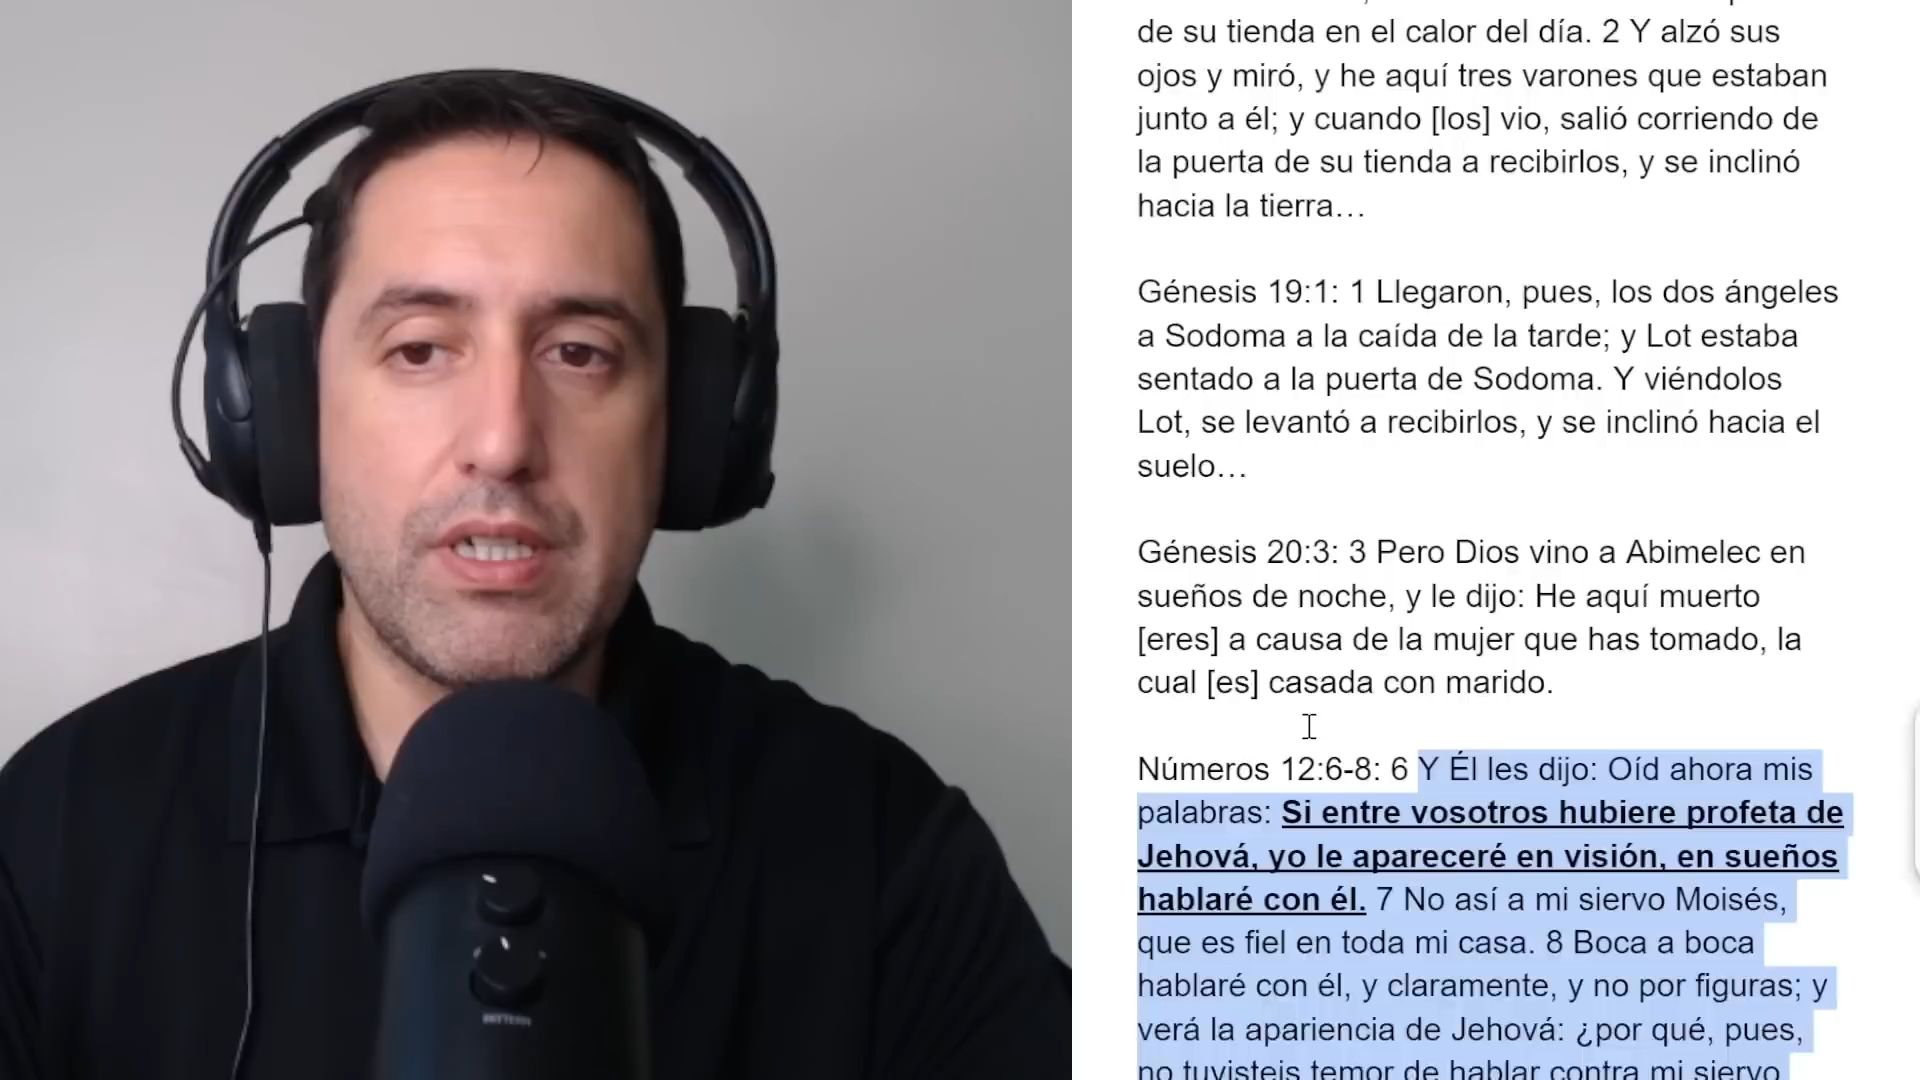 de su tienda en el calor del día. 2 Y alzó sus
ojos y miró, y he aquí tres varones que estaban
junto a él; y cuando [los] vio, salió corriendo de
la puerta de su tienda a recibirlos, y se inclinó
hacia la tierra…
Génesis 19:1: 1 Llegaron, pues, los dos ángeles
a Sodoma a la caída de la tarde; y Lot estaba
sentado a la puerta de Sodoma. Y viéndolos
Lot, se levantó a recibirlos, y se inclinó hacia el
suelo…
Génesis 20:3: 3 Pero Dios vino a Abimelec en
sueños de noche, y le dijo: He aquí muerto
[eres] a causa de la mujer que has tomado, la
cual [es] casada con marido.
Números 12:6-8: 6 Y Él les dijo: Oíd ahora mis
palabras: Si entre vosotros hubiere profeta de
Jehová, yo le apareceré en visión, en sueños
hablaré con él. 7 No así a mi siervo Moisés,
que es fiel en toda mi casa. 8 Boca a boca
hablaré con él, y claramente, y no por figuras; y
verá la apariencia de Jehová: ¿por qué, pues,
no tuvisteis temor de hablar contra mi siervo